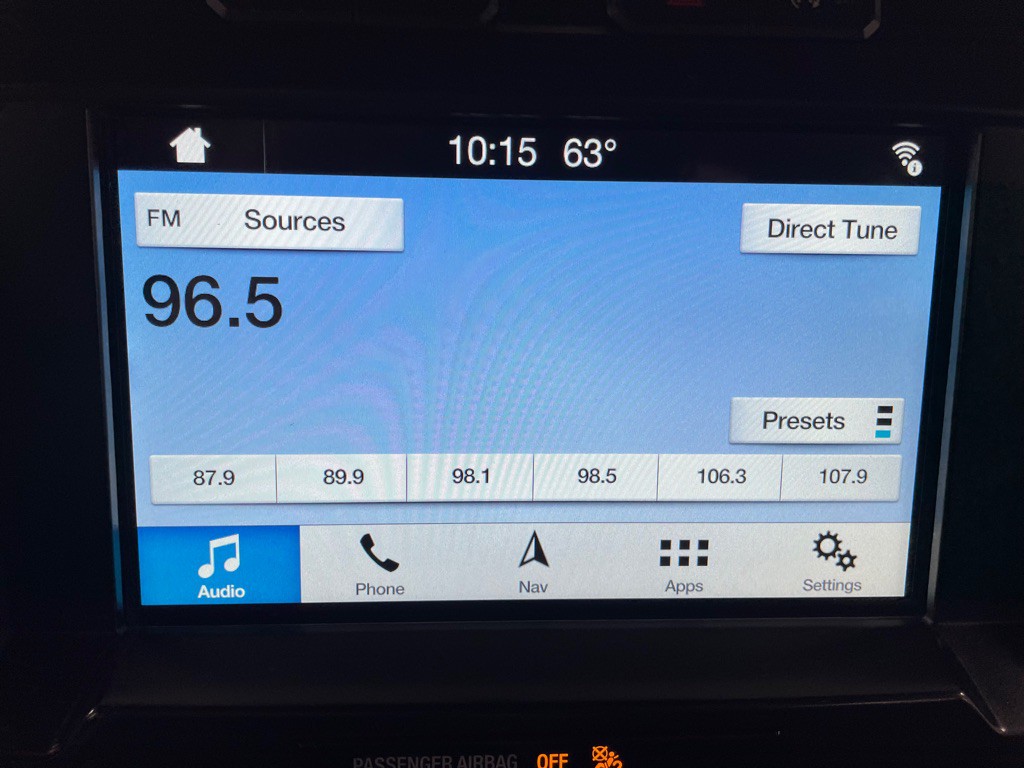 10:15 63°
FM Sources
Direct Tune
96.5
Presets
87.9 89.9 98.1 98.5 106.3 107.9
Audio Phone Nav Apps Settings
PASSENGER AIRBAG OFF